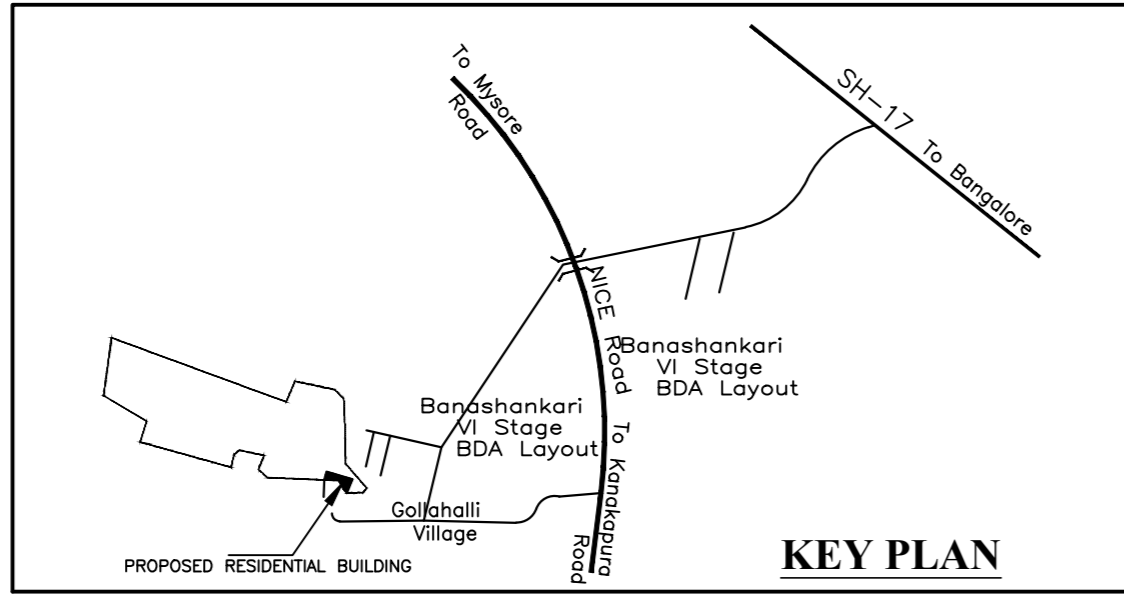 To Mysore
Road
SH-17 To Bangalore
NICE Road To Kanakapura
Road
Banashankari
VI Stage
BDA Layout
Banashankari
VI Stage
BDA Layout
Gollahalli
Village
PROPOSED RESIDENTIAL BUILDING
KEY PLAN